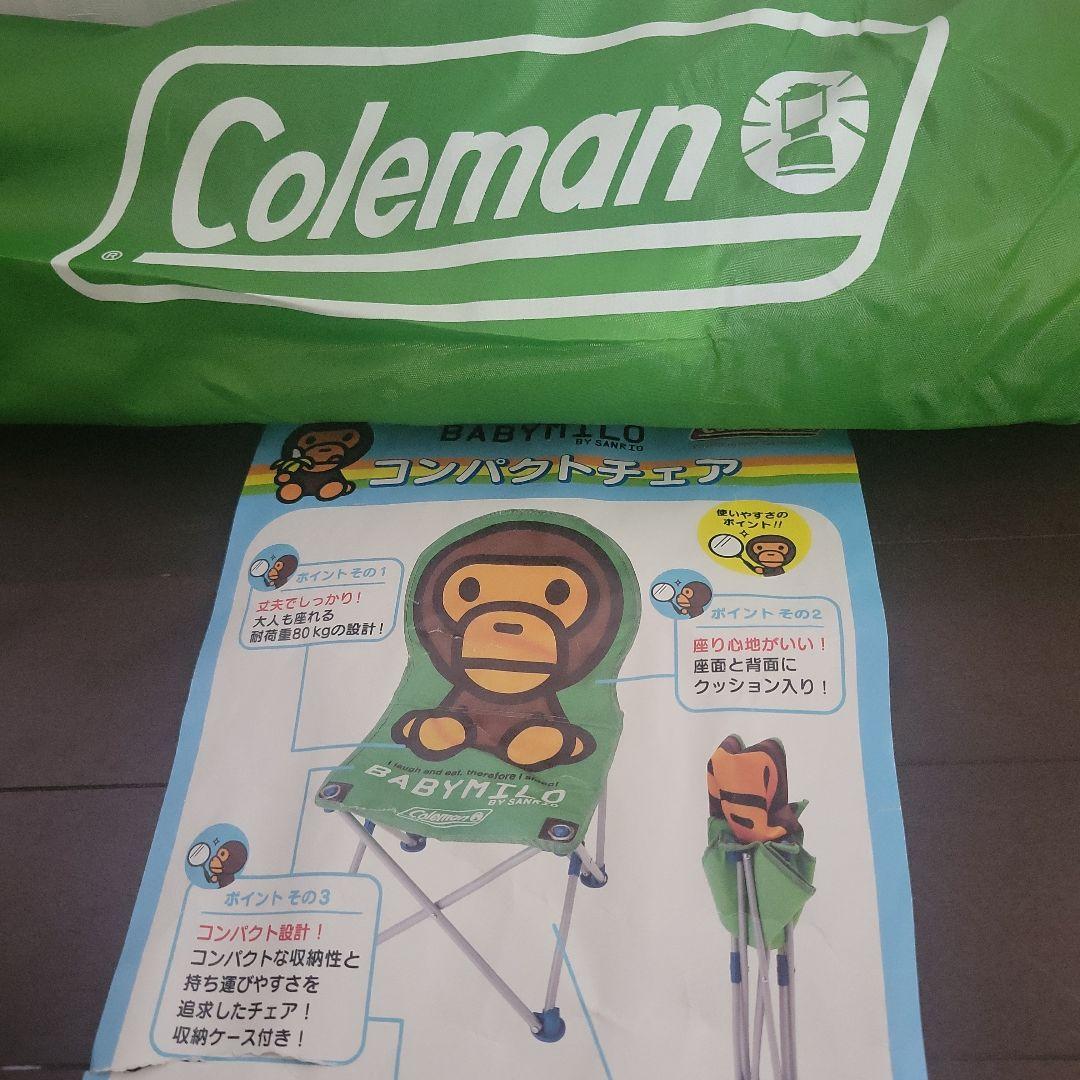 Coleman
®
BABYMILO
BY SANRIO
コンパクトチェア
使いやすさの
ポイント!!
ポイント その1
丈夫でしっかり!
大人も座れる
耐荷重80kgの設計!
ポイント その2
座り心地がいい!
座面と背面に
クッション入り!
I laugh and eat, therefore I am
BABYMILO
BY SANRIO
Coleman®
ポイント その3
コンパクト設計!
コンパクトな収納性と
持ち運びやすさを
追求したチェア!
収納ケース付き!